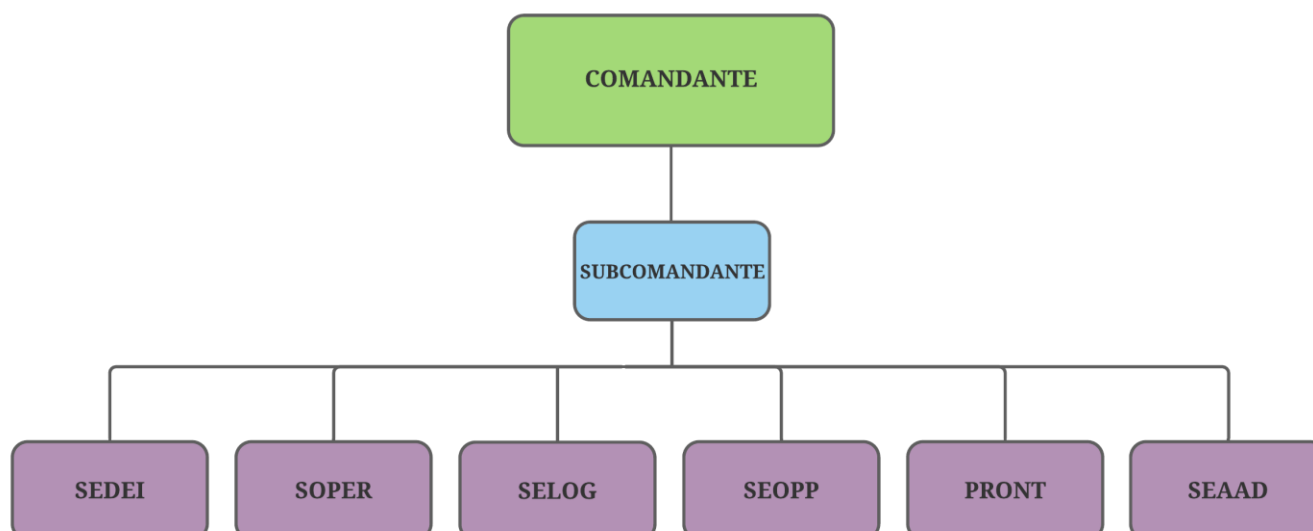 COMANDANTE
SUBCOMANDANTE
SEDEI
SOPER
SELOG
SEOPP
PRONT
SEAAD